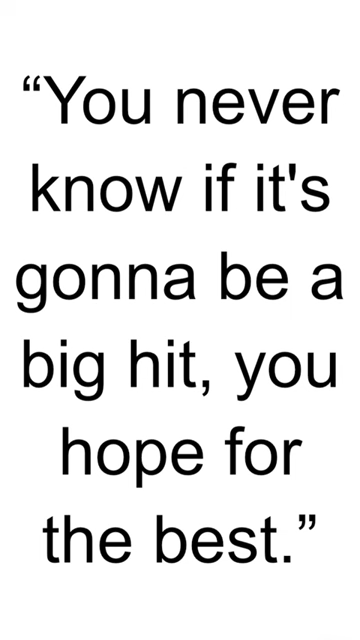 “You never
know if it's
gonna be a
big hit, you
hope for
the best.”